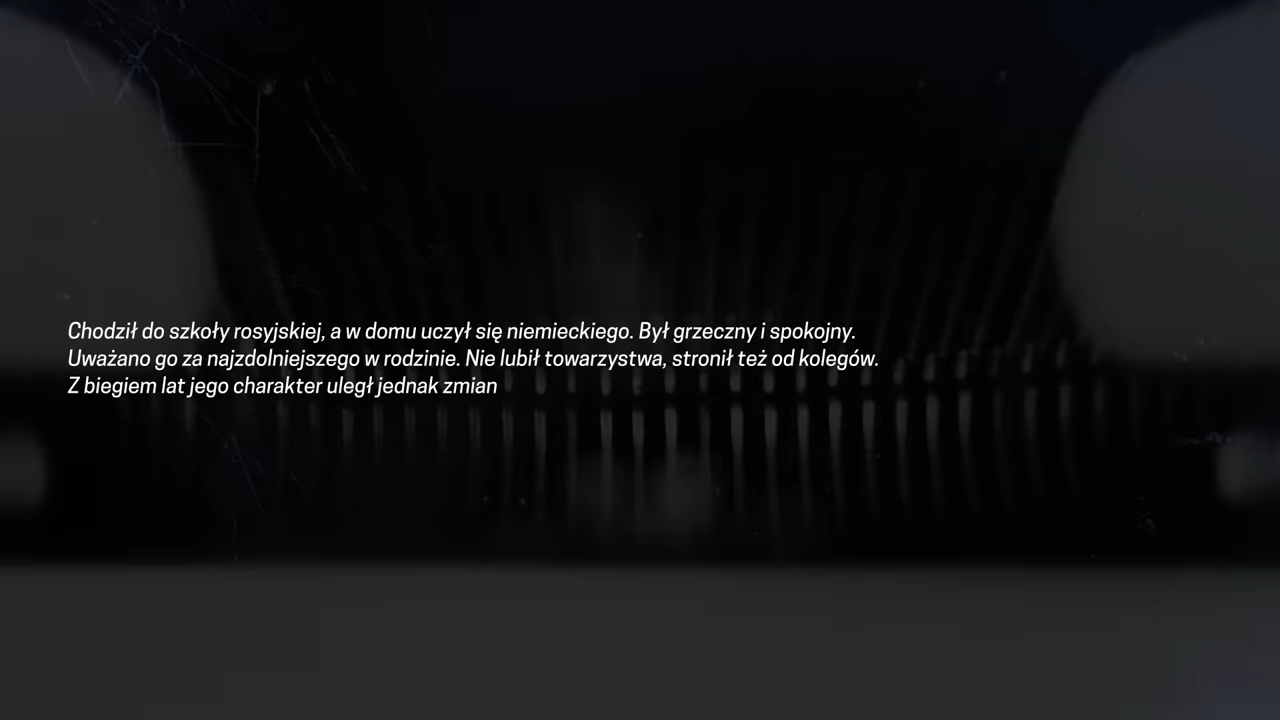 Chodził do szkoły rosyjskiej, a w domu uczył się niemieckiego. Był grzeczny i spokojny.
Uważano go za najzdolniejszego w rodzinie. Nie lubił towarzystwa, stronił też od kolegów.
Z biegiem lat jego charakter uległ jednak zmian